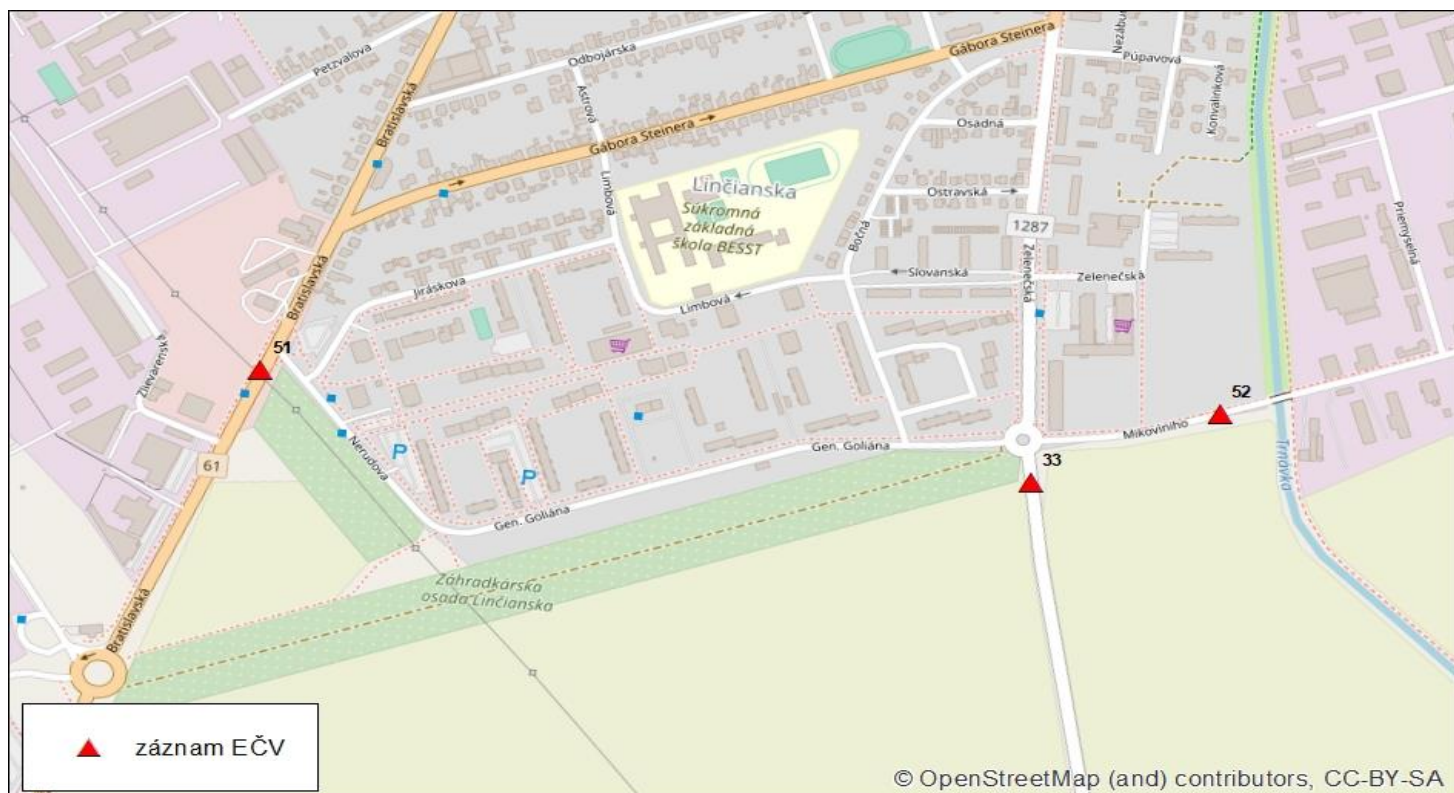 Petzvalova
Bratislavská
Odbojárska
Astrová
Gábora Steinera
Gábora Steinera
Nezábu
Púpavová
Konvalinková
Osadná
Linčianska
Súkromná
základná
škola BESST
Limbová
Ostravská
Bočná
1287
Zelenečská
Priemyselná
Slovanská
Zelenečská
Jiráskova
Limbová
Bratislavská
51
Zlievarenská
52
Mikoviniho
Gen. Goliána
P
P
Nerudova
61
33
Trnávka
Gen. Goliána
Záhradkárska
osada Linčianska
Bratislavská
záznam EČV
© OpenStreetMap (and) contributors, CC-BY-SA